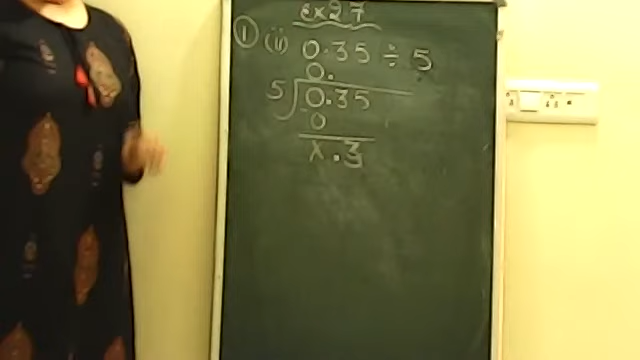 Ex 2.7
① (ii) 0.35 ÷ 5
0.
5) 0.35
- 0
x . 3